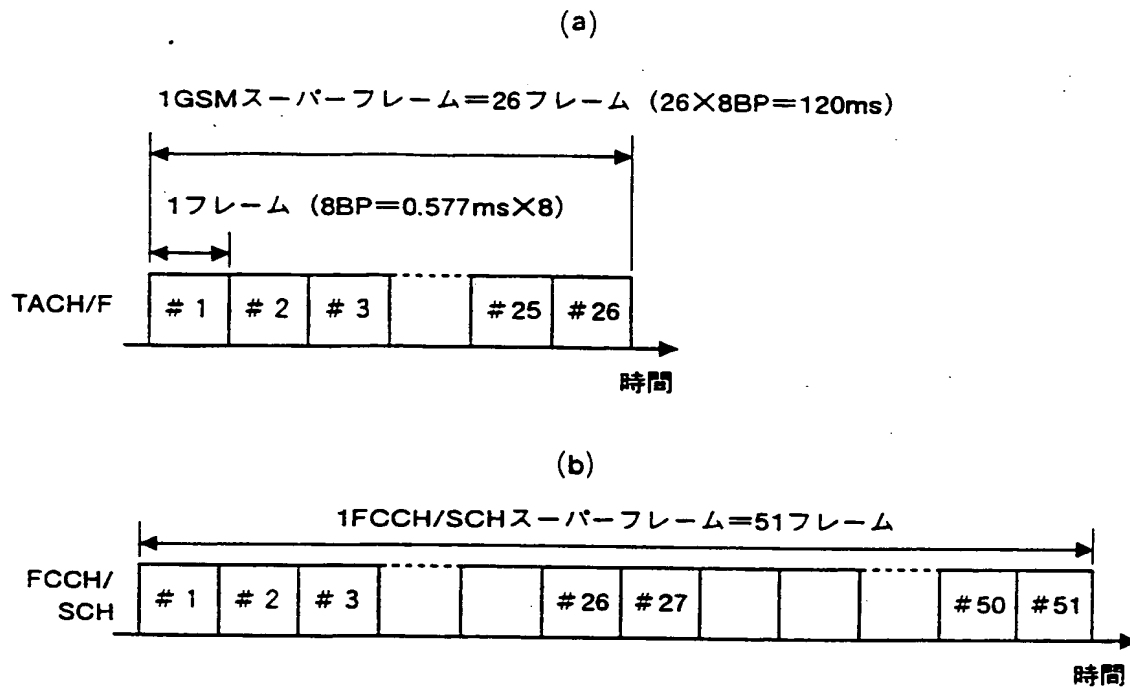 (a)
1GSMスーパーフレーム＝26フレーム（26×8BP＝120ms）
1フレーム（8BP＝0.577ms×8）
TACH/F
＃1 ＃2 ＃3 ＃25 ＃26
時間
(b)
1FCCH/SCHスーパーフレーム＝51フレーム
FCCH/
SCH
＃1 ＃2 ＃3 ＃26 ＃27 ＃50 ＃51
時間